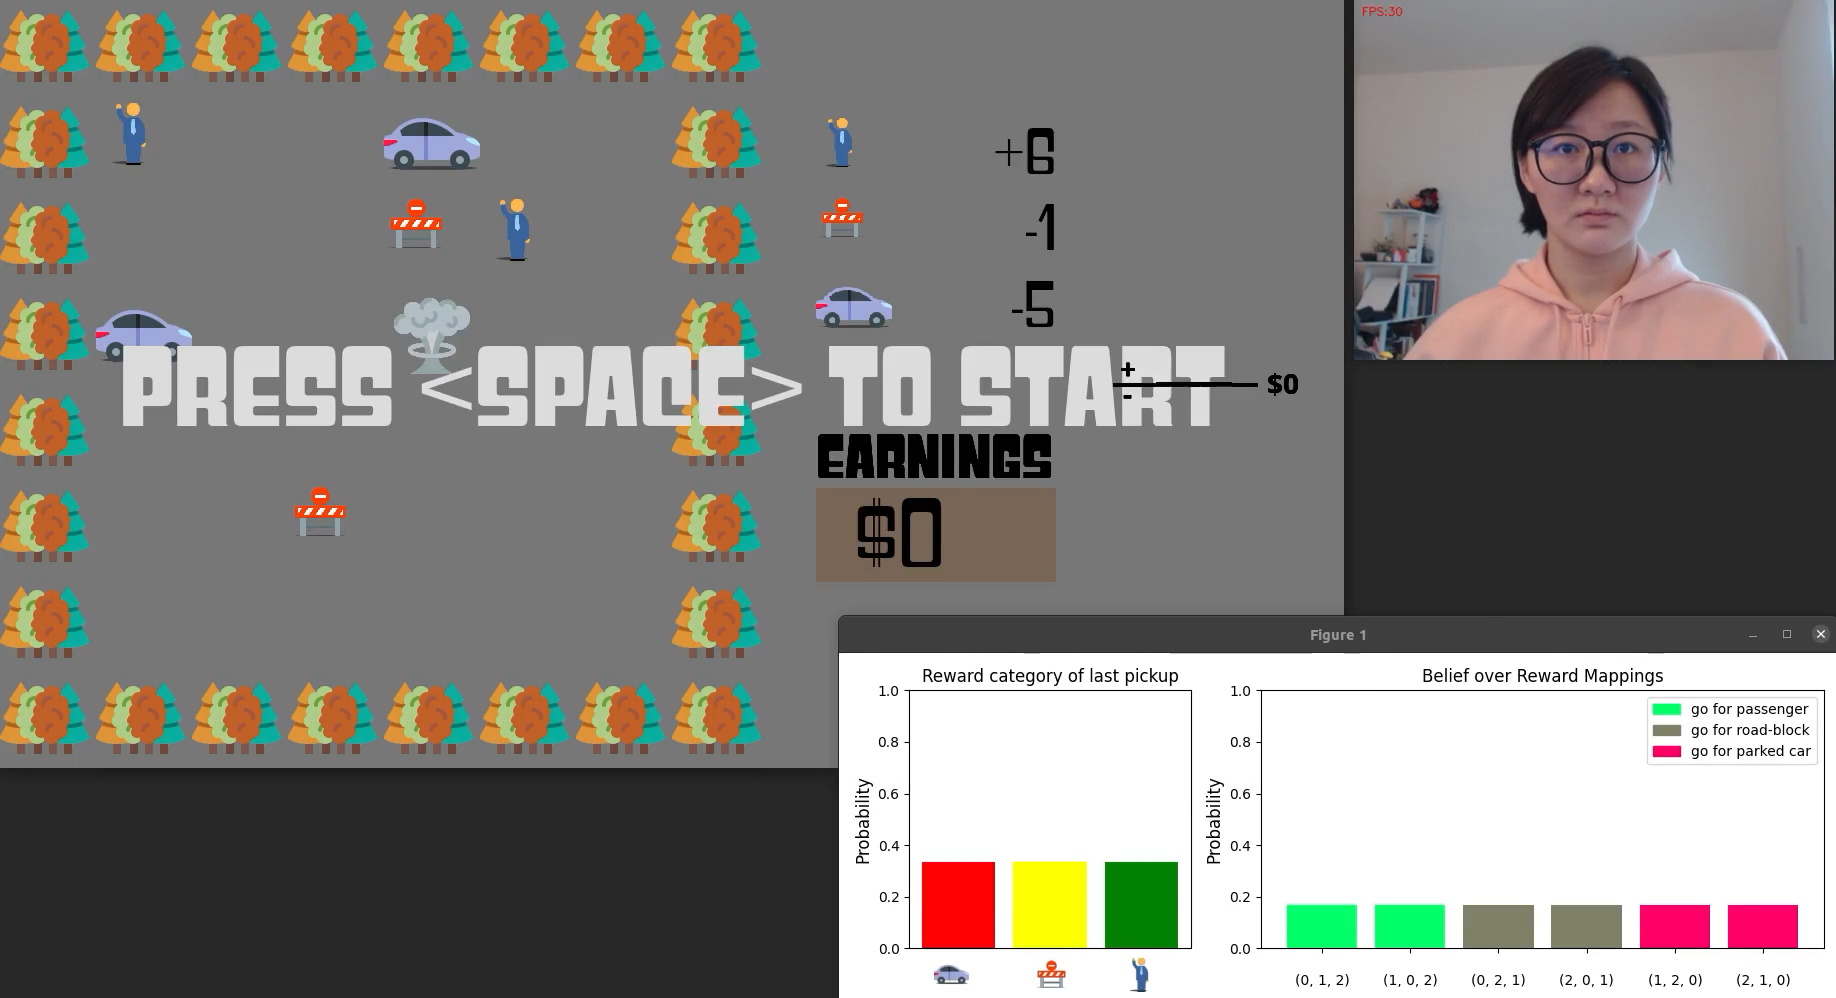 FPS:30
+6
-1
-5
PRESS <SPACE> TO START
+
-
$0
EARNINGS
$0
Figure 1
Reward category of last pickup
1.0
0.8
0.6
0.4
0.2
0.0
Probability
Belief over Reward Mappings
1.0
0.8
0.6
0.4
0.2
0.0
Probability
go for passenger
go for road-block
go for parked car
(0, 1, 2)
(1, 0, 2)
(0, 2, 1)
(2, 0, 1)
(1, 2, 0)
(2, 1, 0)